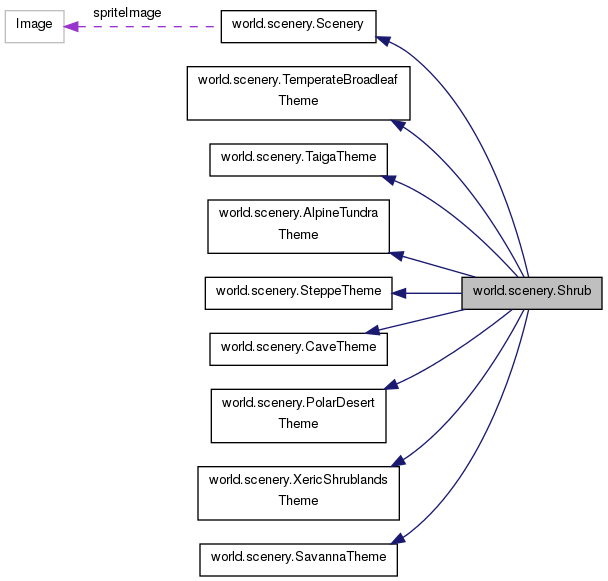 Image
spriteImage
world.scenery.Scenery
world.scenery.TemperateBroadleaf
Theme
world.scenery.TaigaTheme
world.scenery.AlpineTundra
Theme
world.scenery.SteppeTheme
world.scenery.Shrub
world.scenery.CaveTheme
world.scenery.PolarDesert
Theme
world.scenery.XericShrublands
Theme
world.scenery.SavannaTheme